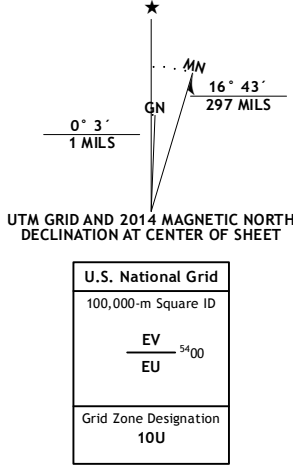 ★
MN
GN
16° 43´
297 MILS
0° 3´
1 MILS
UTM GRID AND 2014 MAGNETIC NORTH
DECLINATION AT CENTER OF SHEET
U.S. National Grid
100,000-m Square ID
EV
5400
EU
Grid Zone Designation
10U